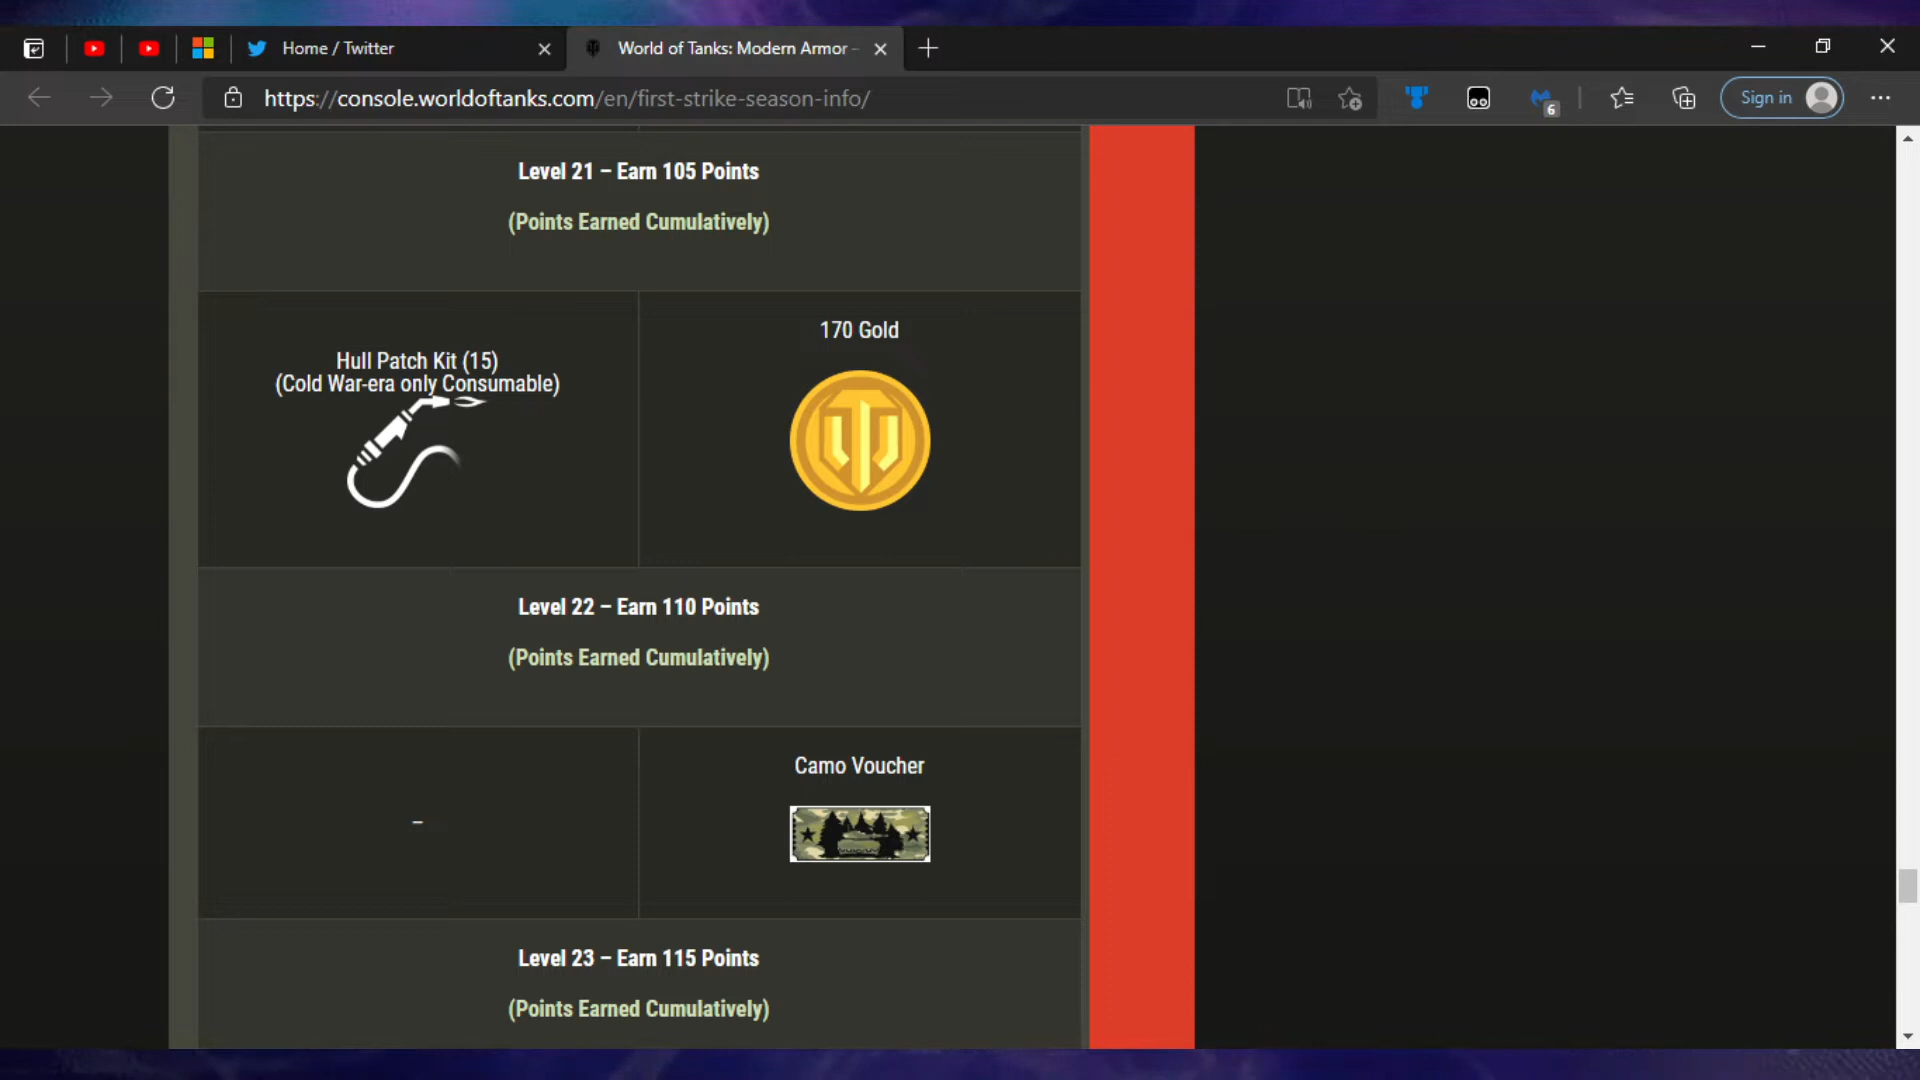 Home / Twitter
World of Tanks: Modern Armor –
https://console.worldoftanks.com/en/first-strike-season-info/
6
Sign in
Level 21 – Earn 105 Points
(Points Earned Cumulatively)
Hull Patch Kit (15)
(Cold War-era only Consumable)
170 Gold
Level 22 – Earn 110 Points
(Points Earned Cumulatively)
–
Camo Voucher
Level 23 – Earn 115 Points
(Points Earned Cumulatively)